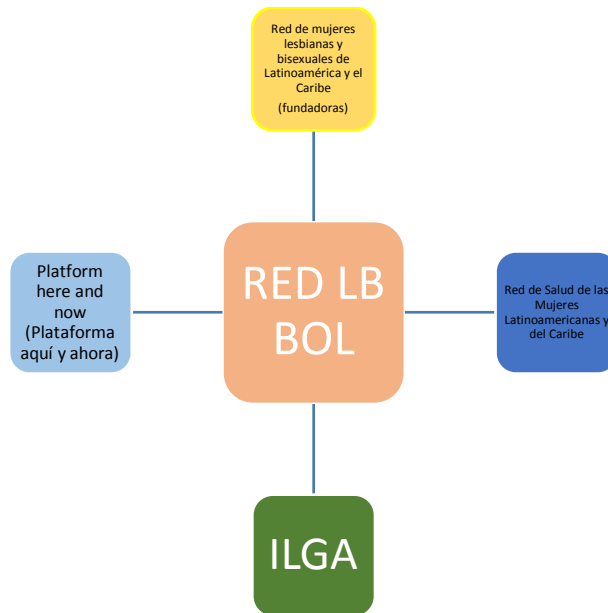 Red de mujeres
lesbianas y
bisexuales de
Latinoamérica y el
Caribe
(fundadoras)
Platform
here and
now
(Plataforma
aquí y ahora)
RED LB
BOL
Red de Salud de las
Mujeres
Latinoamericanas y
del Caribe
ILGA